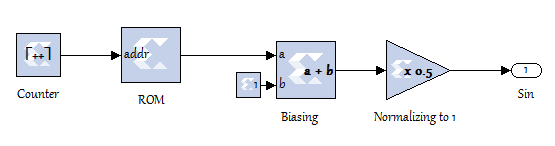 [++]
addr
a
b
1
a + b
x 0.5
1
Counter
ROM
Biasing
Normalizing to 1
Sin